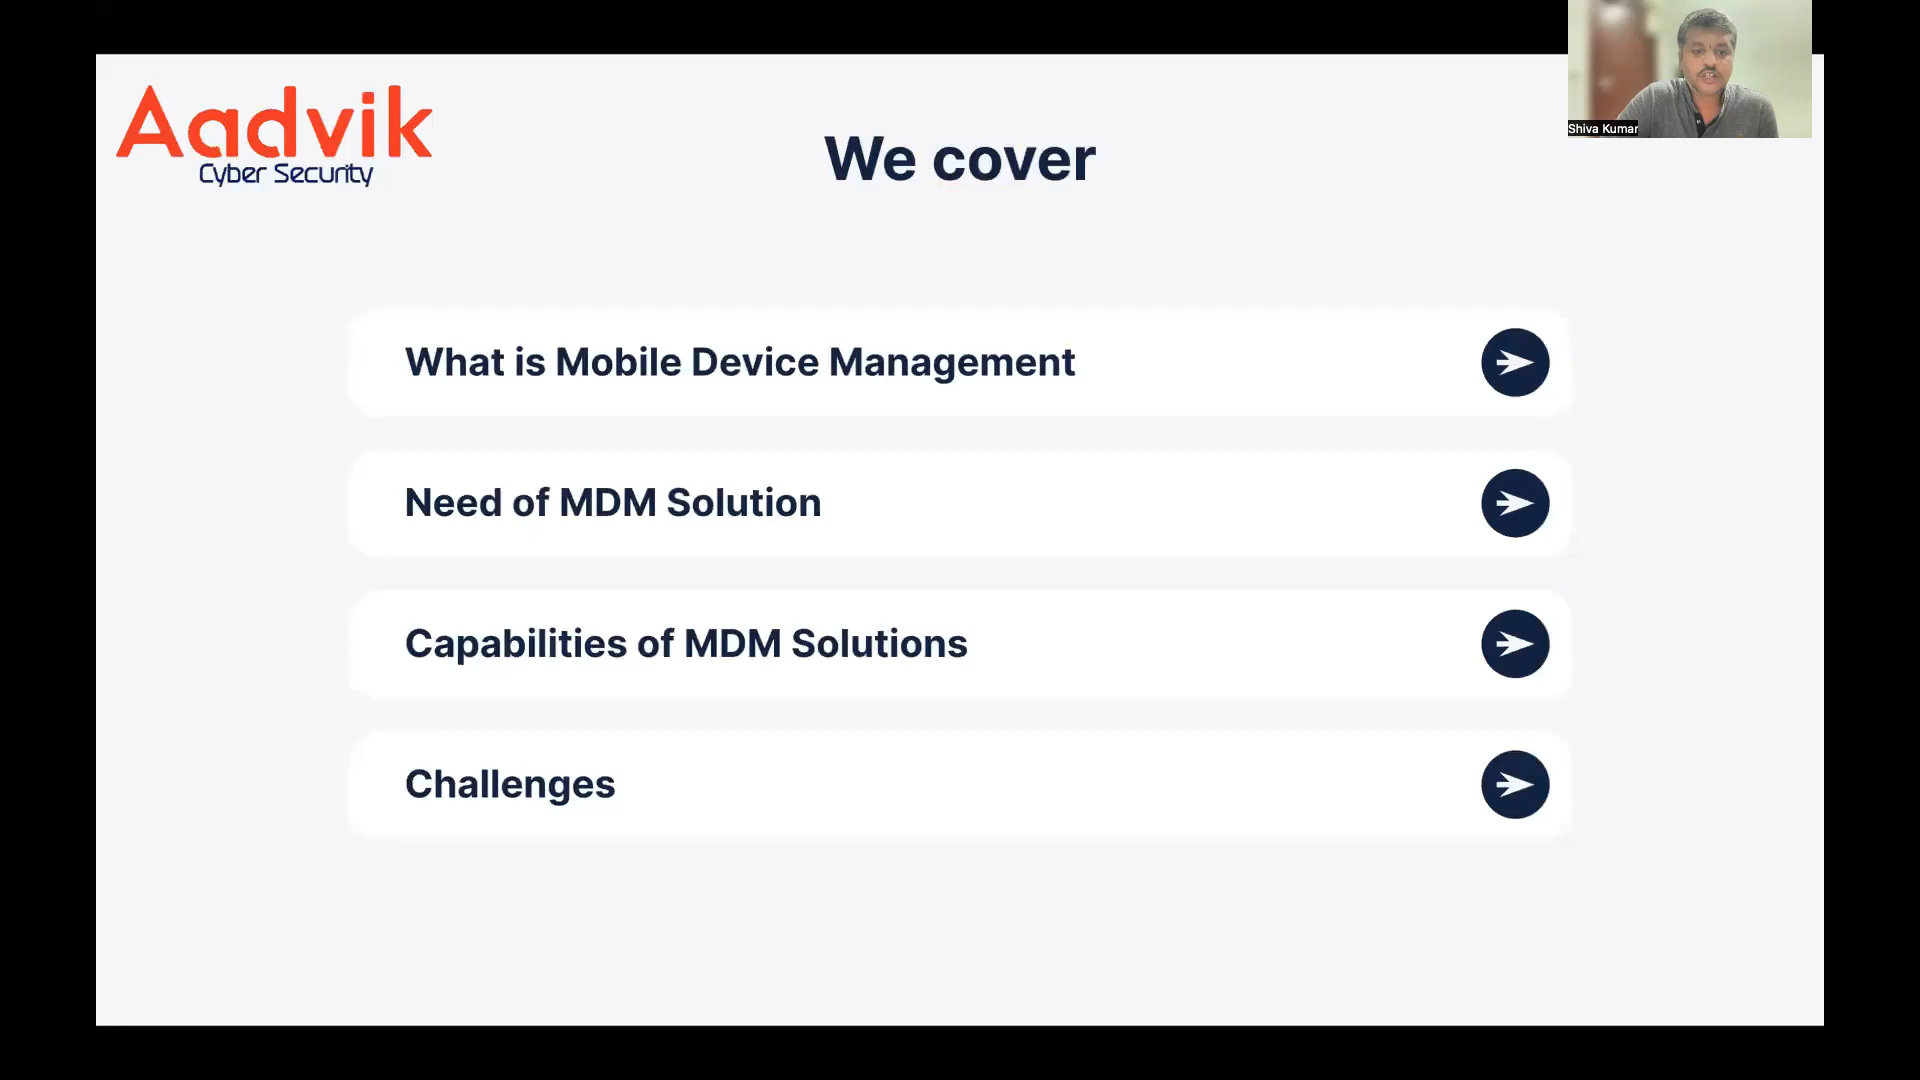 Aadvik
Cyber Security
Shiva Kumar
We cover
What is Mobile Device Management
Need of MDM Solution
Capabilities of MDM Solutions
Challenges